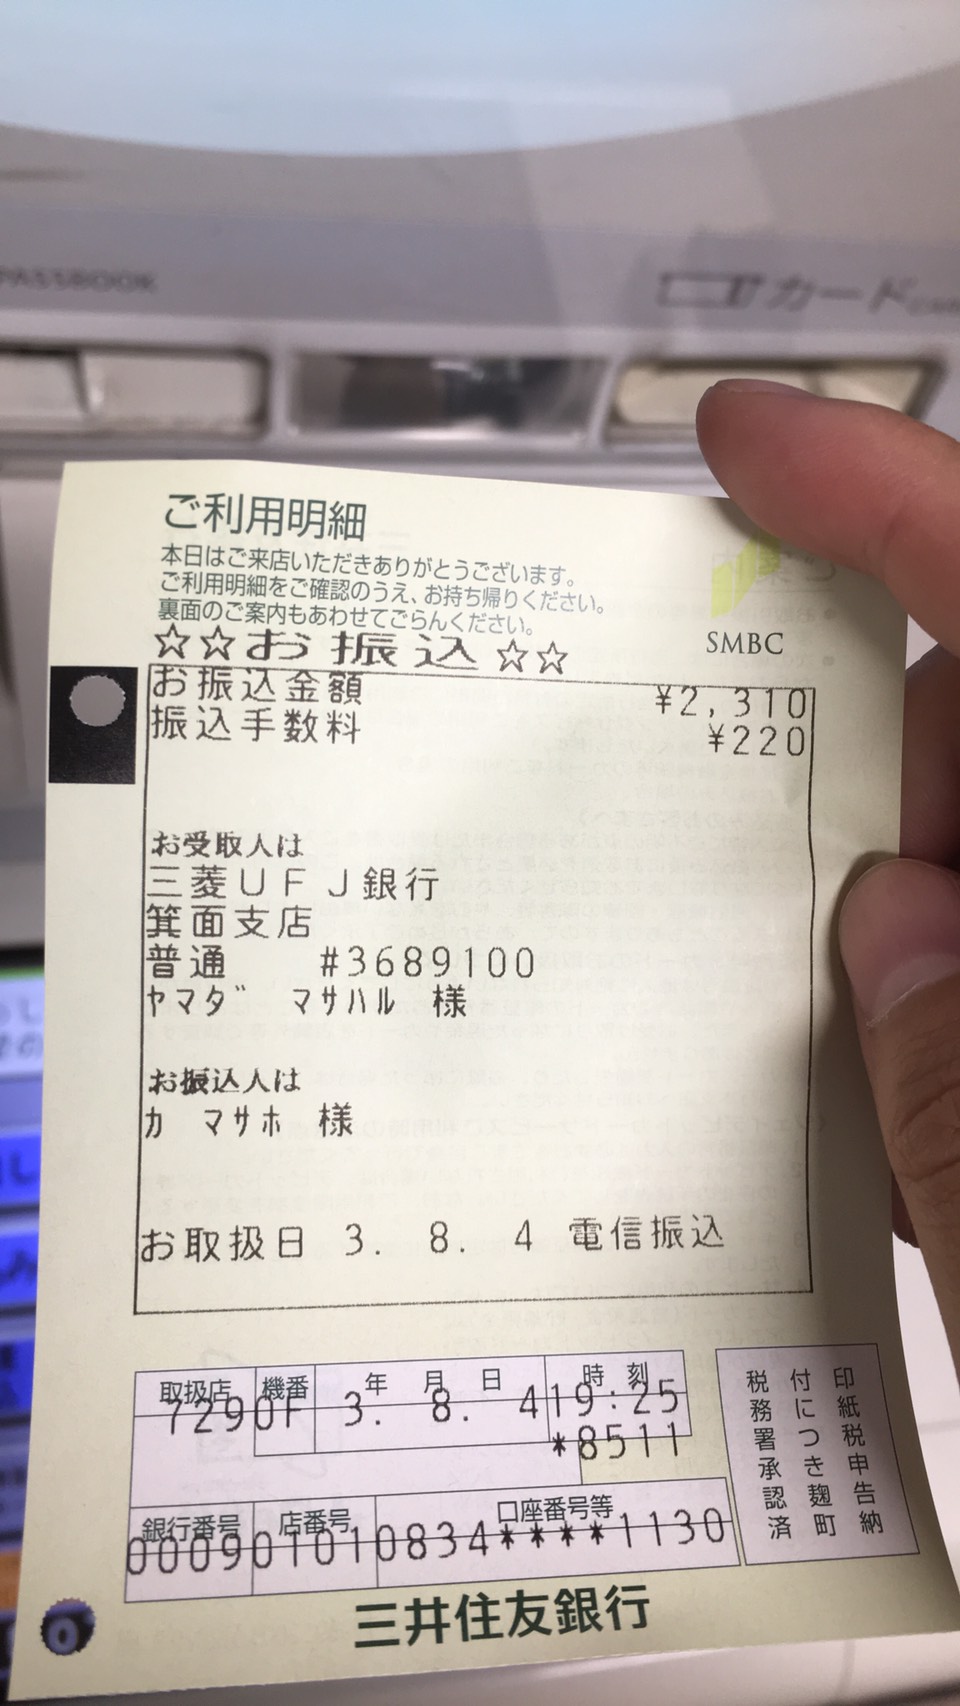 PASSBOOK
カード
ご利用明細
本日はご来店いただきありがとうございます。
ご利用明細をご確認のうえ、お持ち帰りください。
裏面のご案内もあわせてごらんください。
SMBC
☆☆お振込☆☆
お振込金額 ¥2,310
振込手数料 ¥220
お受取人は
三菱UFJ銀行
箕面支店
普通 #3689100
ヤマダ マサハル 様
お振込人は
カ マサホ 様
お取扱日 3. 8. 4 電信振込
取扱店 機番 年 月 日 時 刻
7290F 3. 8. 419:25
*8511
銀行番号 店番号 口座番号等
00090101 0834****1130
印紙税申告納
付につき麹町
税務署承認済
三井住友銀行
0